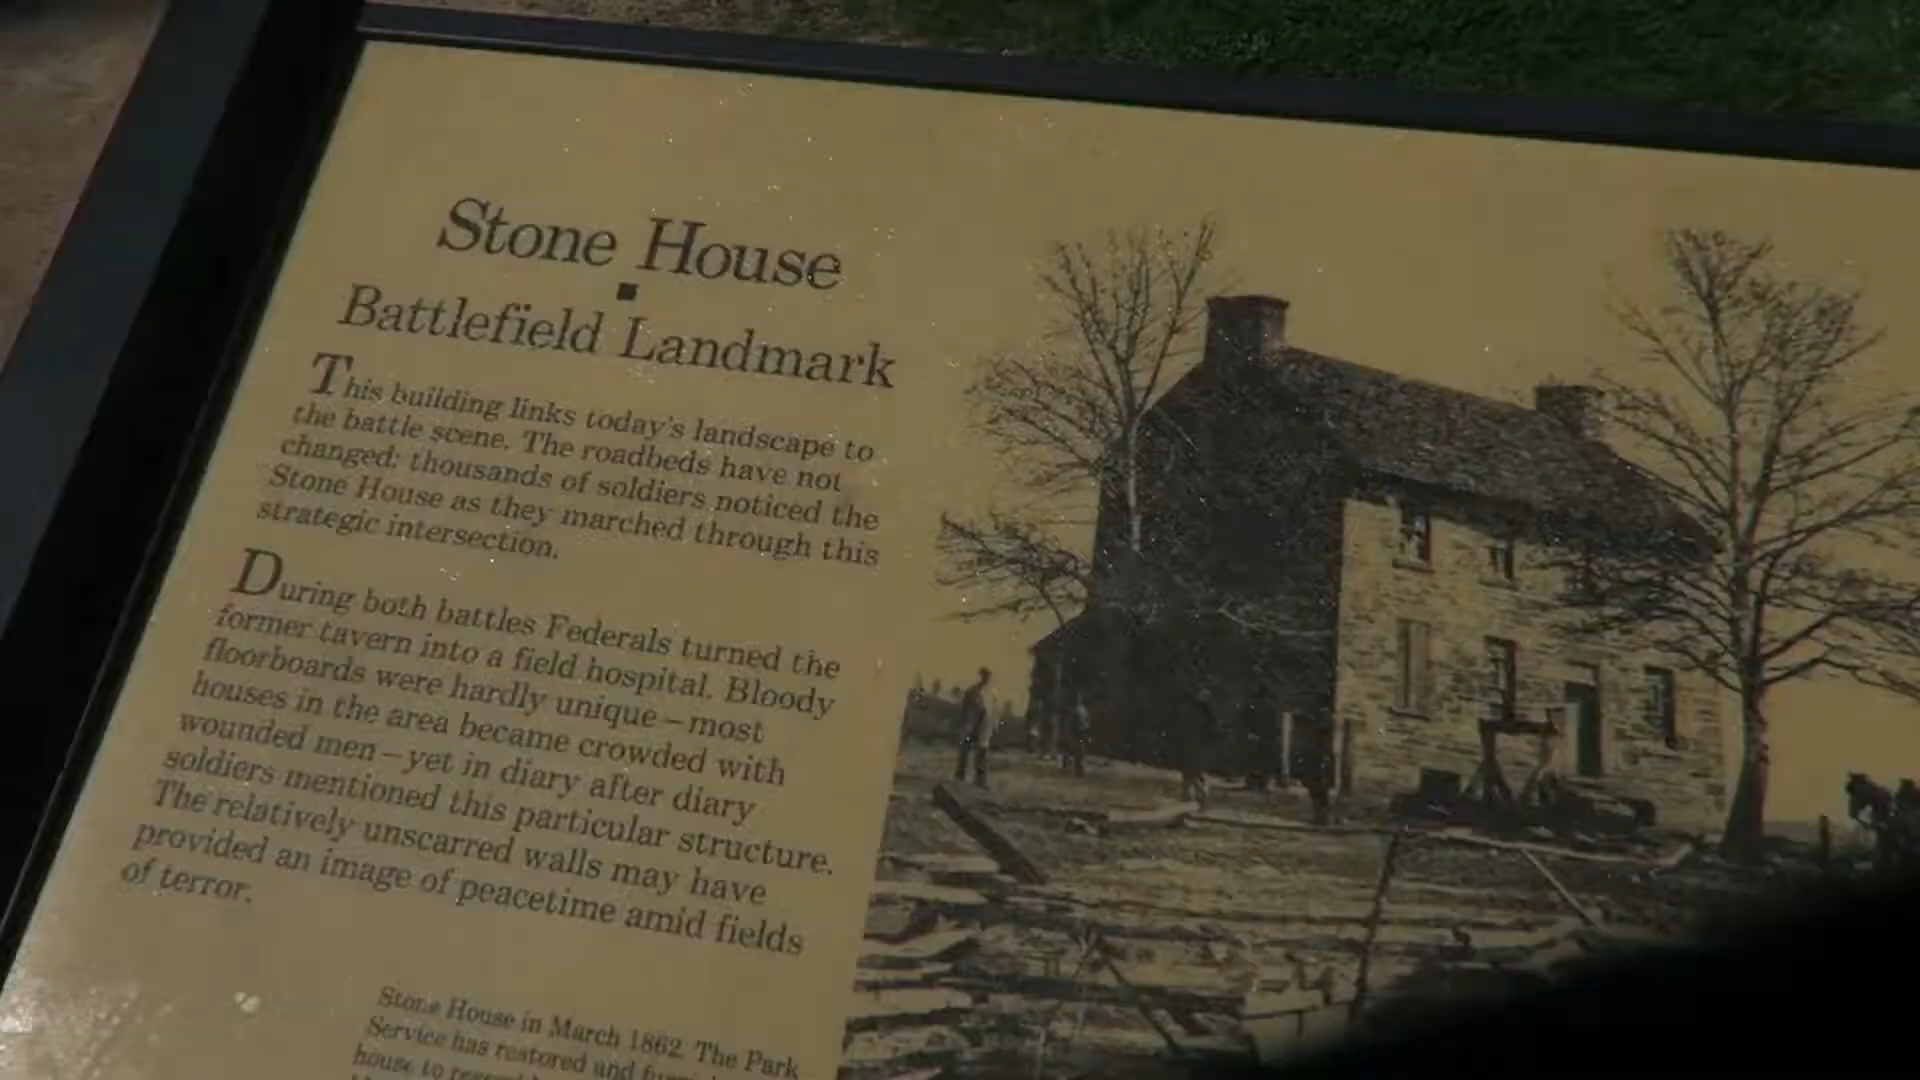 Stone House
Battlefield Landmark
This building links today's landscape to
the battle scene. The roadbeds have not
changed; thousands of soldiers noticed the
Stone House as they marched through this
strategic intersection.
During both battles Federals turned the
former tavern into a field hospital. Bloody
floorboards were hardly unique – most
houses in the area became crowded with
wounded men – yet in diary after diary
soldiers mentioned this particular structure.
The relatively unscarred walls may have
provided an image of peacetime amid fields
of terror.
Stone House in March 1862. The Park
Service has restored and
house to